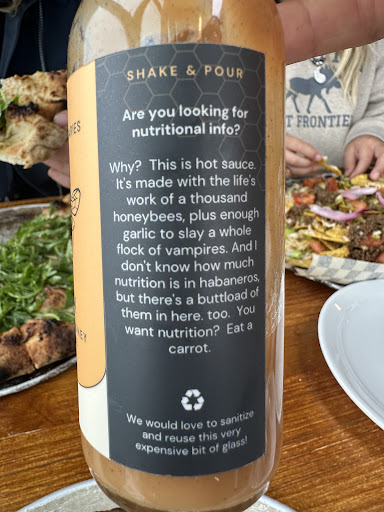 SHAKE & POUR
Are you looking for
nutritional info?
Why? This is hot sauce.
It's made with the life's
work of a thousand
honeybees, plus enough
garlic to slay a whole
flock of vampires. And I
don't know how much
nutrition is in habaneros,
but there's a buttload of
them in here. too. You
want nutrition? Eat a
carrot.
We would love to sanitize
and reuse this very
expensive bit of glass!